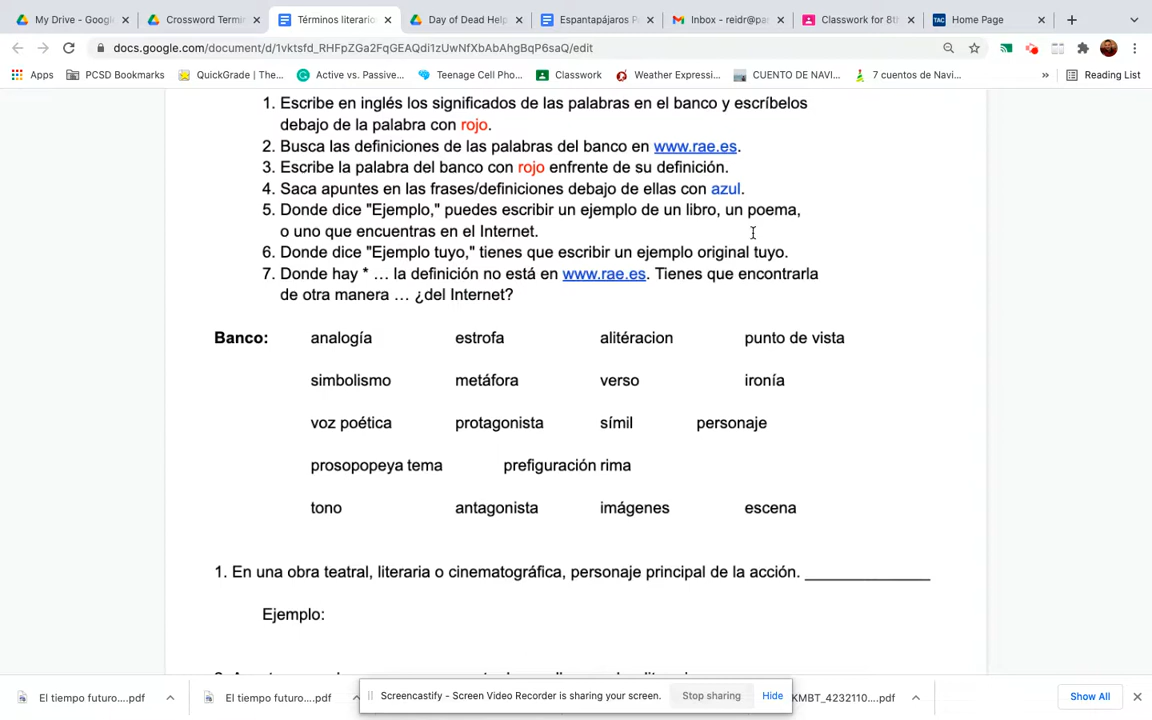 My Drive - Google
Crossword Termin
Términos literario
Day of Dead Help
Espantapájaros P
Inbox - reidr@pa
Classwork for 8th
TAC Home Page
docs.google.com/document/d/1vktsfd_RHFpZGa2FqGEAQdi1zUwNfXbAbAhgBqP6saQ/edit
Apps
PCSD Bookmarks
QuickGrade | The...
Active vs. Passive...
Teenage Cell Pho...
Classwork
Weather Expressi...
CUENTO DE NAVI...
7 cuentos de Navi...
»
Reading List
1. Escribe en inglés los significados de las palabras en el banco y escríbelos
debajo de la palabra con rojo.
2. Busca las definiciones de las palabras del banco en www.rae.es.
3. Escribe la palabra del banco con rojo enfrente de su definición.
4. Saca apuntes en las frases/definiciones debajo de ellas con azul.
5. Donde dice "Ejemplo," puedes escribir un ejemplo de un libro, un poema,
o uno que encuentras en el Internet.
6. Donde dice "Ejemplo tuyo," tienes que escribir un ejemplo original tuyo.
7. Donde hay * … la definición no está en www.rae.es. Tienes que encontrarla
de otra manera … ¿del Internet?
Banco: analogía estrofa alitéracion punto de vista
simbolismo metáfora verso ironía
voz poética protagonista símil personaje
prosopopeya tema prefiguración rima
tono antagonista imágenes escena
1. En una obra teatral, literaria o cinematográfica, personaje principal de la acción. ______________
Ejemplo:
El tiempo futuro....pdf
El tiempo futuro....pdf
Screencastify - Screen Video Recorder is sharing your screen.
Stop sharing
Hide
KMBT_4232110....pdf
Show All